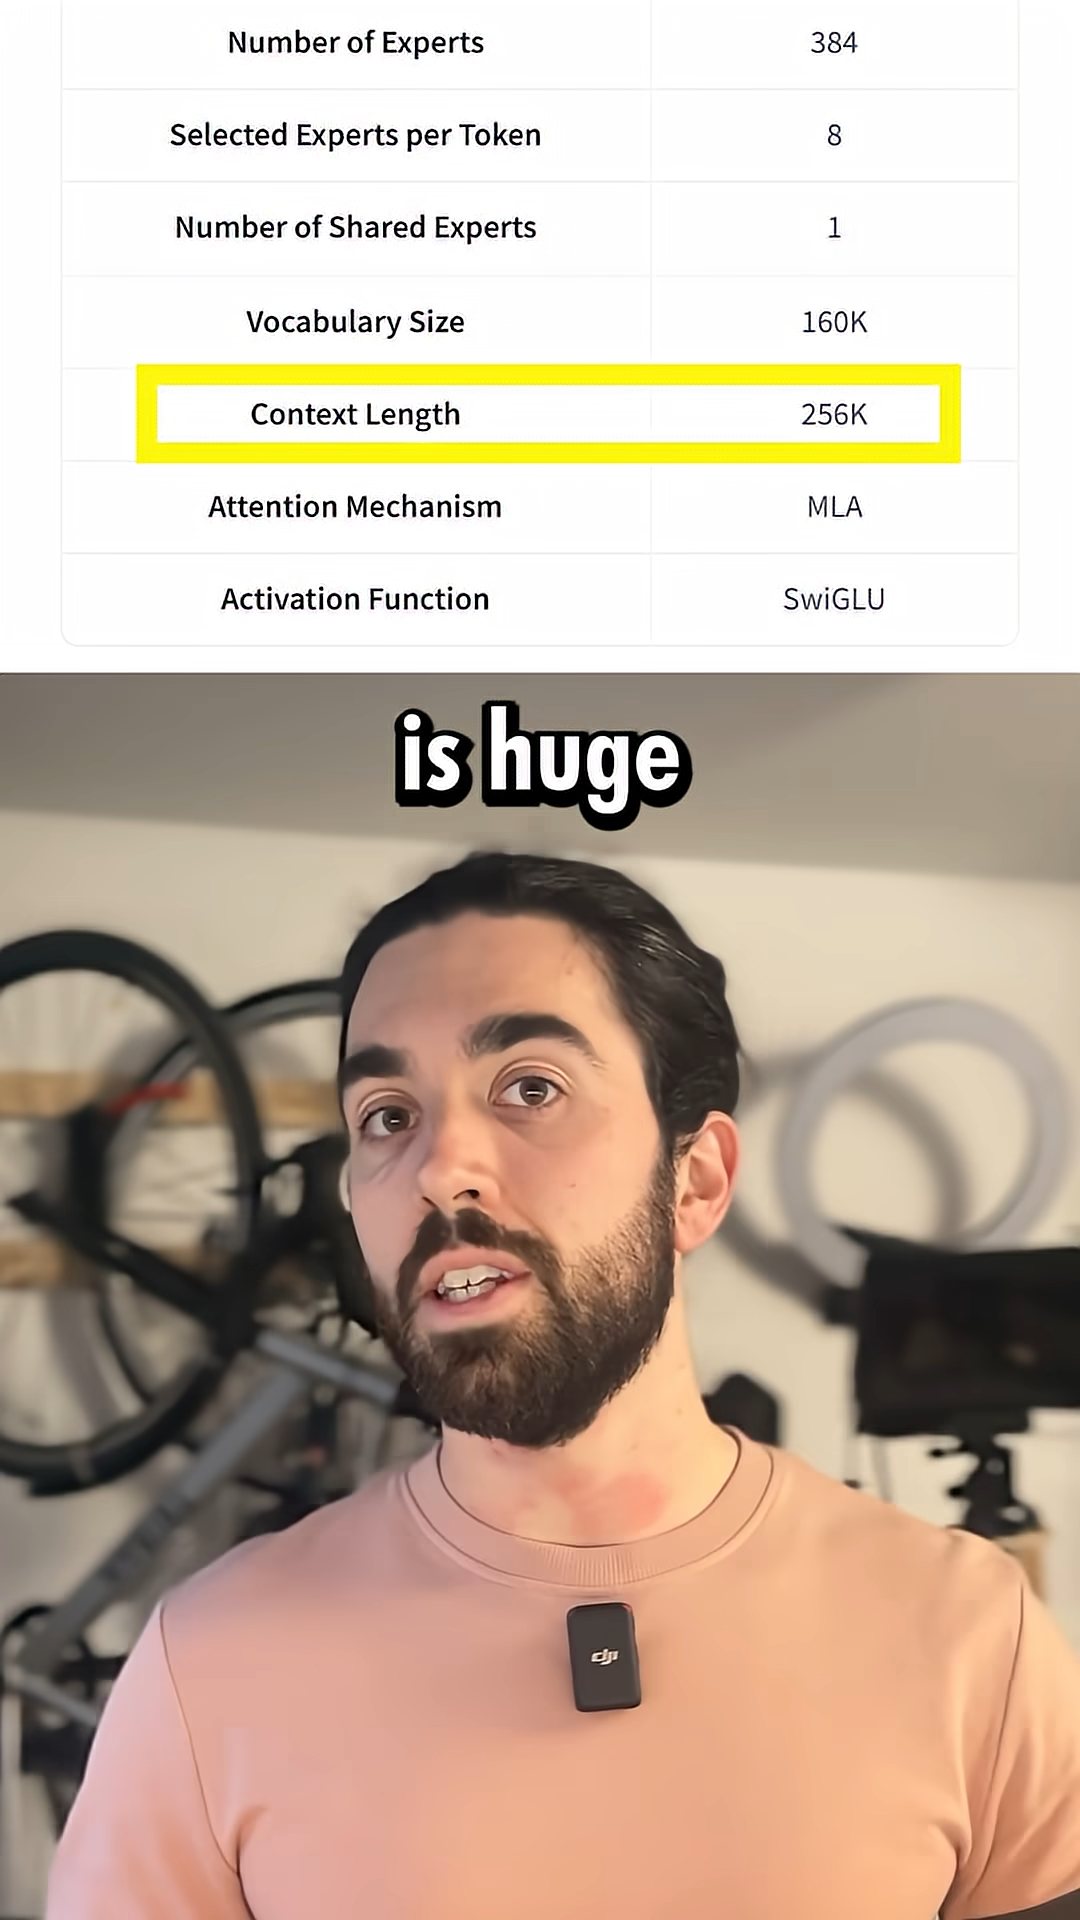 Number of Experts 384
Selected Experts per Token 8
Number of Shared Experts 1
Vocabulary Size 160K
Context Length 256K
Attention Mechanism MLA
Activation Function SwiGLU
is huge
dji